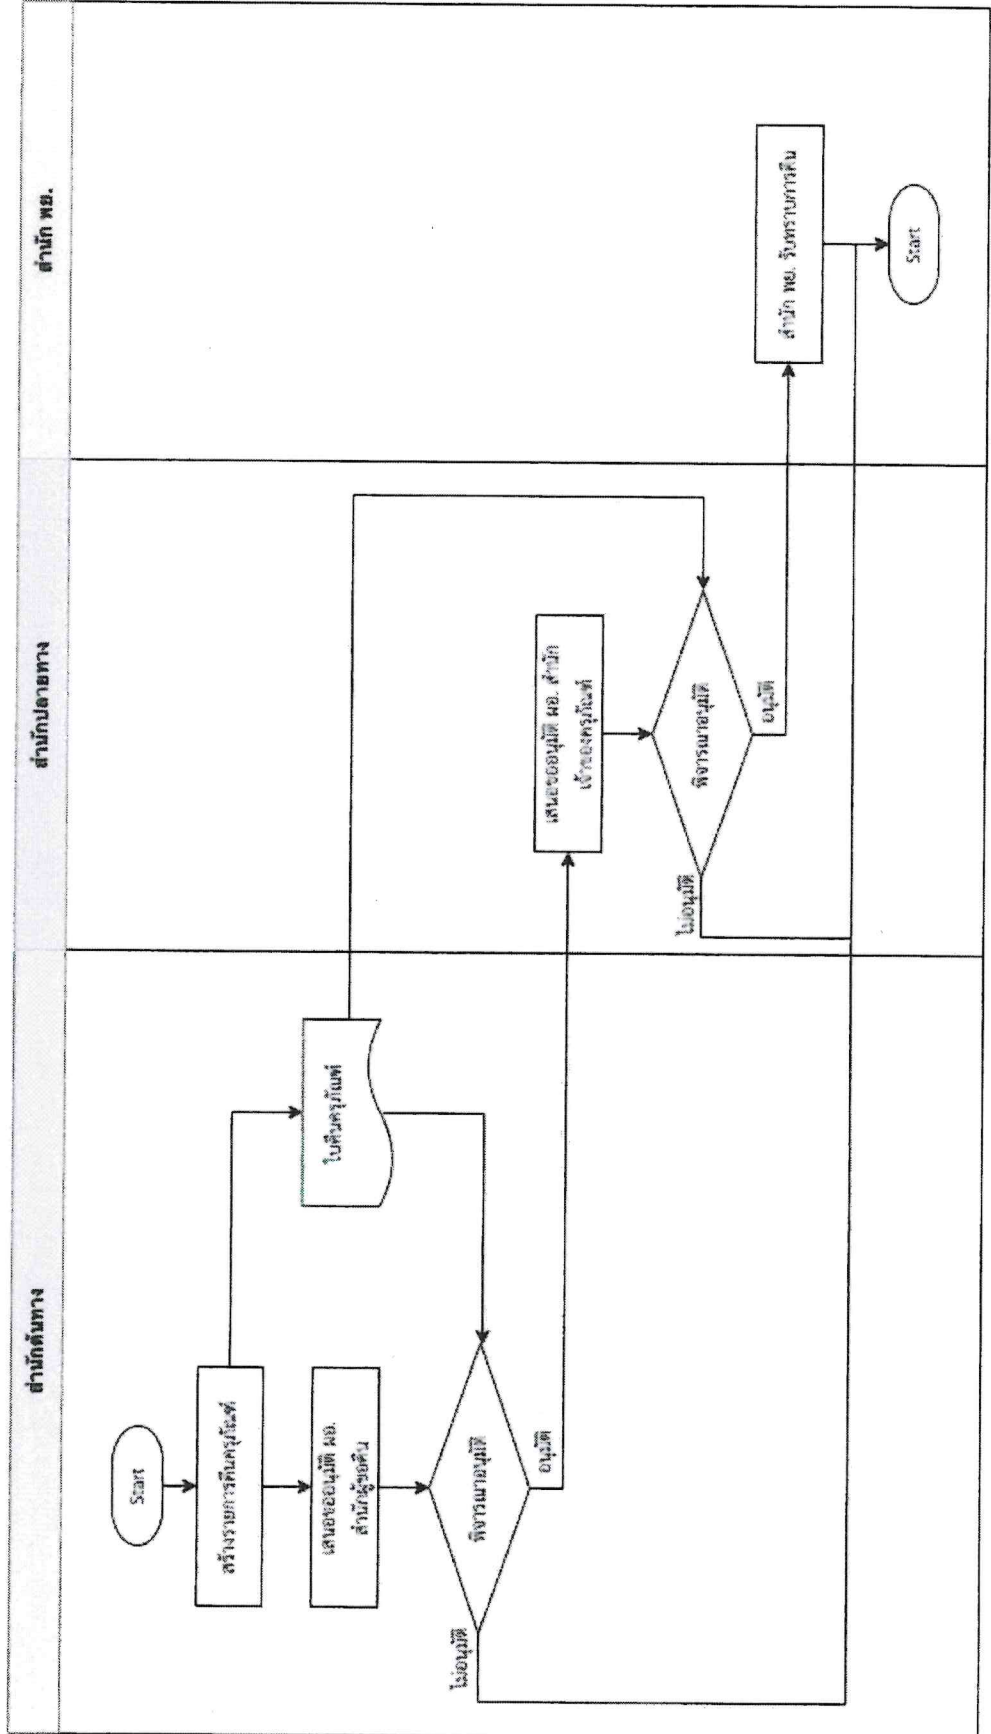 สำนักต้นทาง
สำนักปลายทาง
สำนัก พย.
Start
สร้างรายการคืนครุภัณฑ์
เสนอขออนุมัติ ผอ.
สำนักผู้ขอคืน
ใบคืนครุภัณฑ์
พิจารณาอนุมัติ
ไม่อนุมัติ
อนุมัติ
เสนอขออนุมัติ ผอ. สำนัก
เจ้าของครุภัณฑ์
พิจารณาอนุมัติ
ไม่อนุมัติ
อนุมัติ
สำนัก พย. รับทราบการคืน
Start